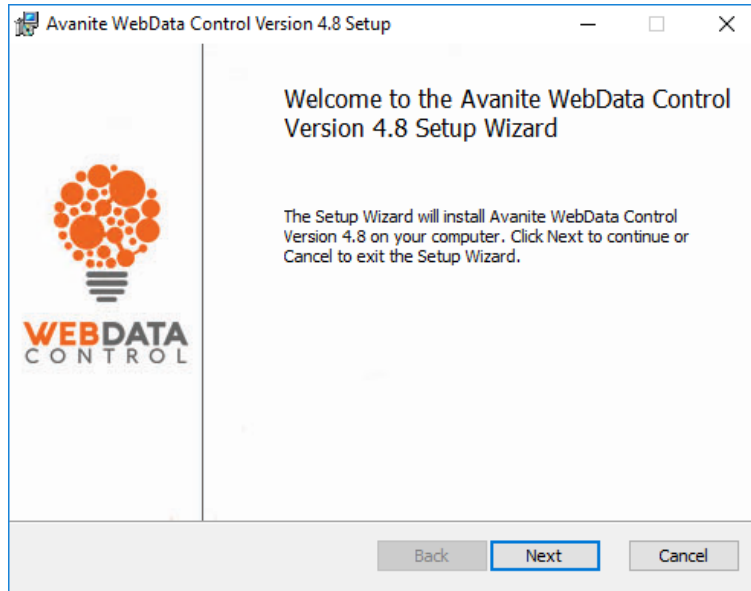 Avanite WebData Control Version 4.8 Setup
Welcome to the Avanite WebData Control
Version 4.8 Setup Wizard
The Setup Wizard will install Avanite WebData Control
Version 4.8 on your computer. Click Next to continue or
Cancel to exit the Setup Wizard.
WEBDATA
CONTROL
Back Next Cancel